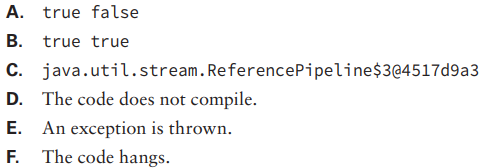 A. true false
B. true true
C. java.util.stream.ReferencePipeline$3@4517d9a3
D. The code does not compile.
E. An exception is thrown.
F. The code hangs.